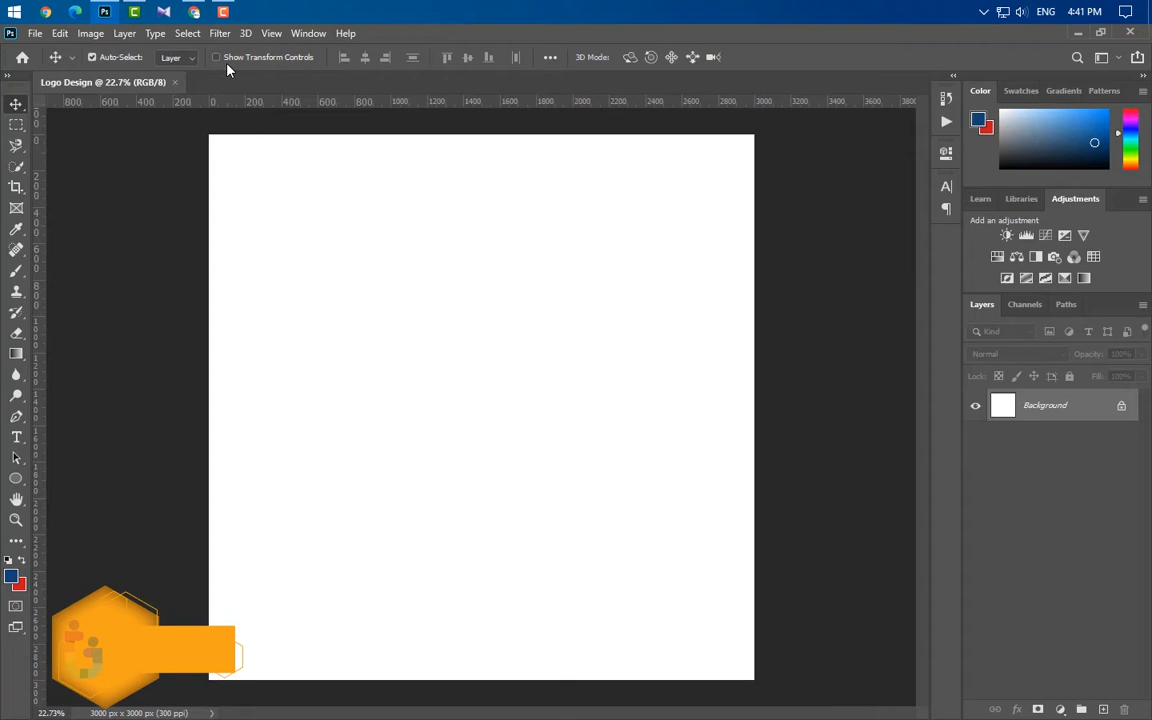 ENG 4:41 PM
File Edit Image Layer Type Select Filter 3D View Window Help
Auto-Select: Layer Show Transform Controls 3D Mode:
Logo Design @ 22.7% (RGB/8)
800 600 400 200 0 200 400 600 800 1000 1200 1400 1600 1800 2000 2200 2400 2600 2800 3000 3200 3400 3600 3800
Color Swatches Gradients Patterns
Learn Libraries Adjustments
Add an adjustment
Layers Channels Paths
Kind
Normal Opacity: 100%
Lock: Fill: 100%
Background
22.73% 3000 px x 3000 px (300 ppi)